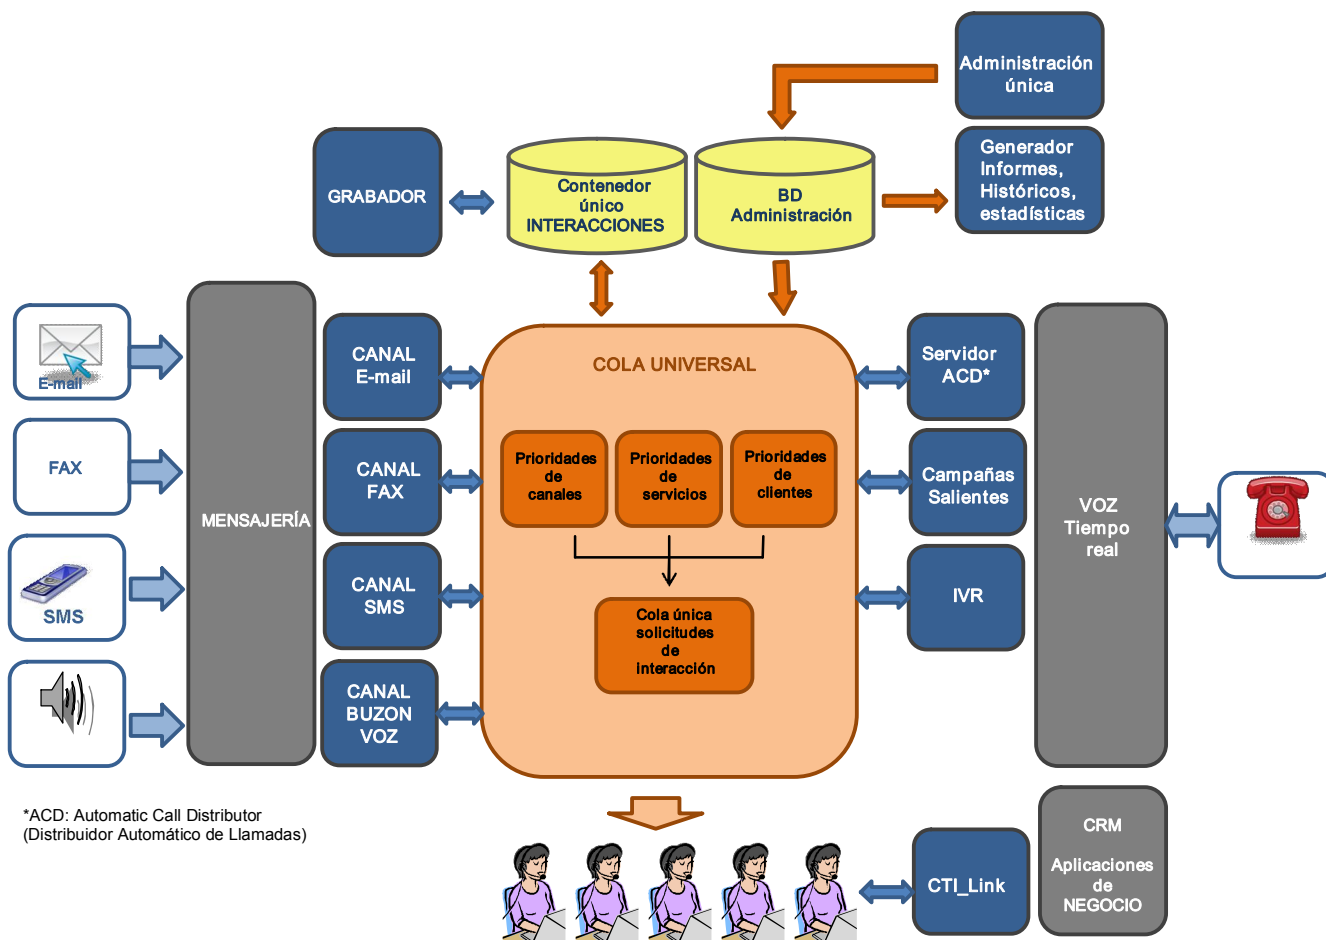 Administración
única
Generador
Informes,
Históricos,
estadísticas
GRABADOR
Contenedor
único
INTERACCIONES
BD
Administración
E-mail
FAX
SMS
MENSAJERÍA
CANAL
E-mail
CANAL
FAX
CANAL
SMS
CANAL
BUZON
VOZ
COLA UNIVERSAL
Prioridades
de
canales
Prioridades
de
servicios
Prioridades
de
clientes
Cola única
solicitudes
de
interacción
Servidor
ACD*
Campañas
Salientes
IVR
VOZ
Tiempo
real
*ACD: Automatic Call Distributor
(Distribuidor Automático de Llamadas)
CTI_Link
CRM
Aplicaciones
de
NEGOCIO